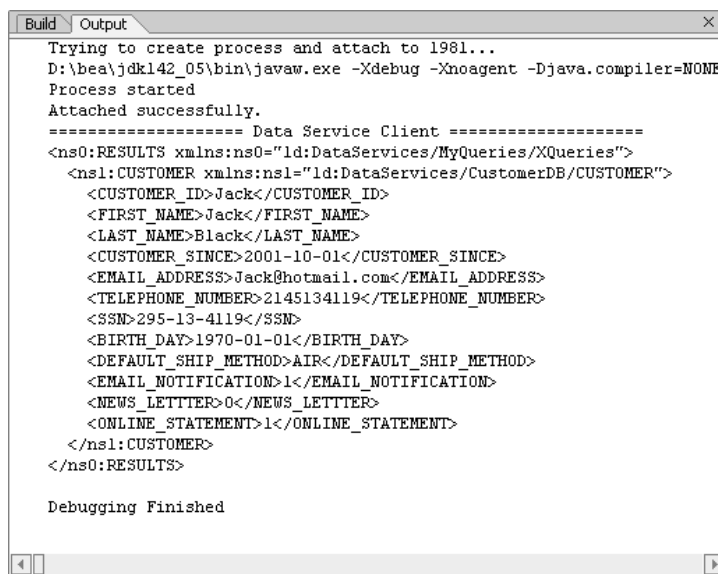 Build Output
Trying to create process and attach to 1981...
D:\bea\jdk142_05\bin\javaw.exe -Xdebug -Xnoagent -Djava.compiler=NONE
Process started
Attached successfully.
==================== Data Service Client ====================
<ns0:RESULTS xmlns:ns0="ld:DataServices/MyQueries/XQueries">
  <ns1:CUSTOMER xmlns:ns1="ld:DataServices/CustomerDB/CUSTOMER">
    <CUSTOMER_ID>Jack</CUSTOMER_ID>
    <FIRST_NAME>Jack</FIRST_NAME>
    <LAST_NAME>Black</LAST_NAME>
    <CUSTOMER_SINCE>2001-10-01</CUSTOMER_SINCE>
    <EMAIL_ADDRESS>Jack@hotmail.com</EMAIL_ADDRESS>
    <TELEPHONE_NUMBER>2145134119</TELEPHONE_NUMBER>
    <SSN>295-13-4119</SSN>
    <BIRTH_DAY>1970-01-01</BIRTH_DAY>
    <DEFAULT_SHIP_METHOD>AIR</DEFAULT_SHIP_METHOD>
    <EMAIL_NOTIFICATION>1</EMAIL_NOTIFICATION>
    <NEWS_LETTTER>0</NEWS_LETTTER>
    <ONLINE_STATEMENT>1</ONLINE_STATEMENT>
  </ns1:CUSTOMER>
</ns0:RESULTS>
Debugging Finished